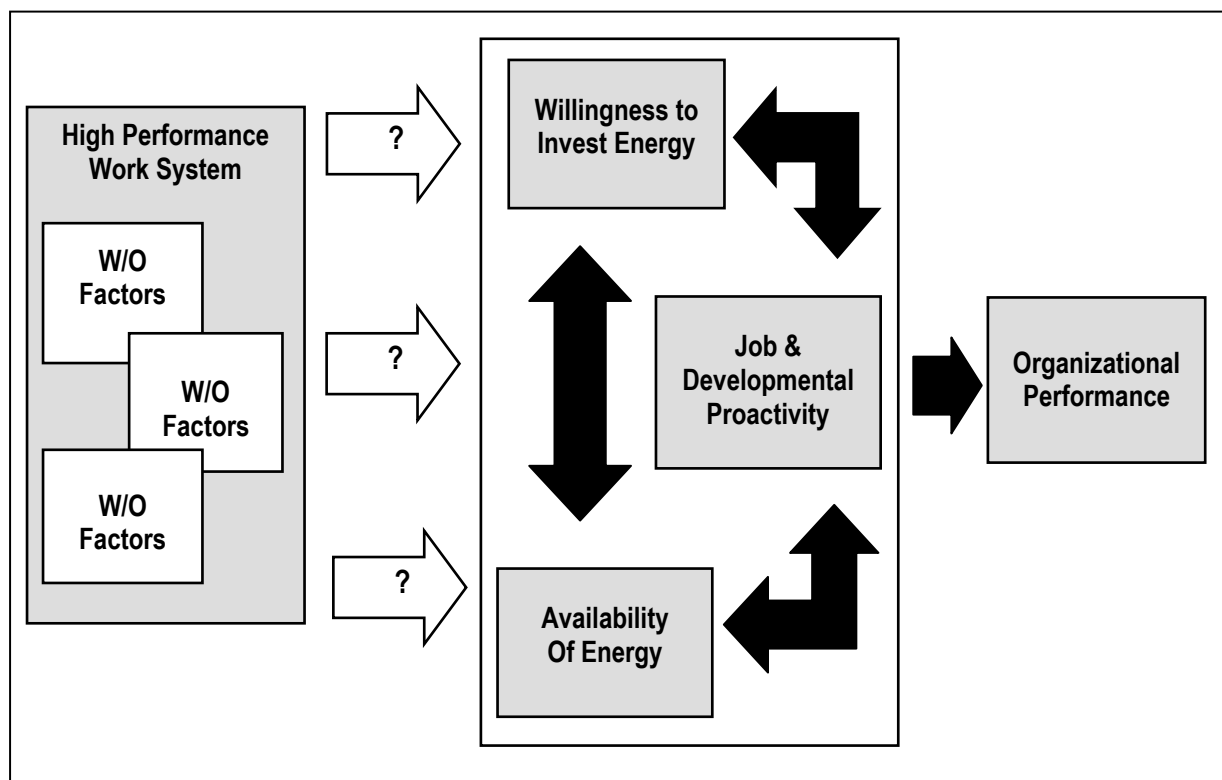 High Performance
Work System
W/O
Factors
W/O
Factors
W/O
Factors
?
?
?
Willingness to
Invest Energy
Job &
Developmental
Proactivity
Availability
Of Energy
Organizational
Performance